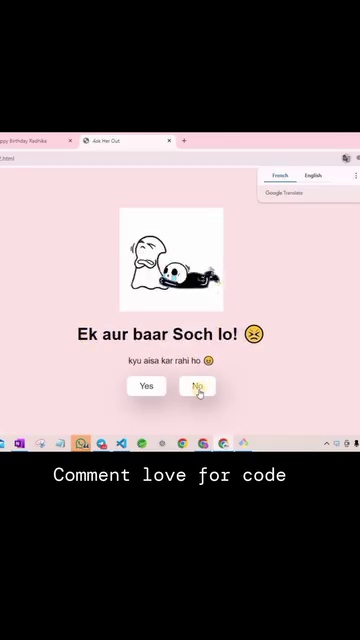 ppy Birthday Radhika
Ask Her Out
2.html
French English
Google Translate
Ek aur baar Soch lo! 😣
kyu aisa kar rahi ho 😠
Yes No
Comment love for code